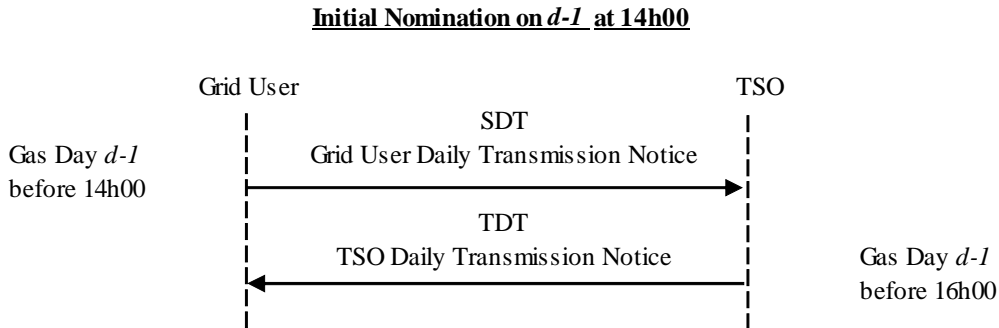 Initial Nomination on d-1 at 14h00
Grid User
TSO
SDT
Gas Day d-1
Grid User Daily Transmission Notice
before 14h00
TDT
TSO Daily Transmission Notice
Gas Day d-1
before 16h00